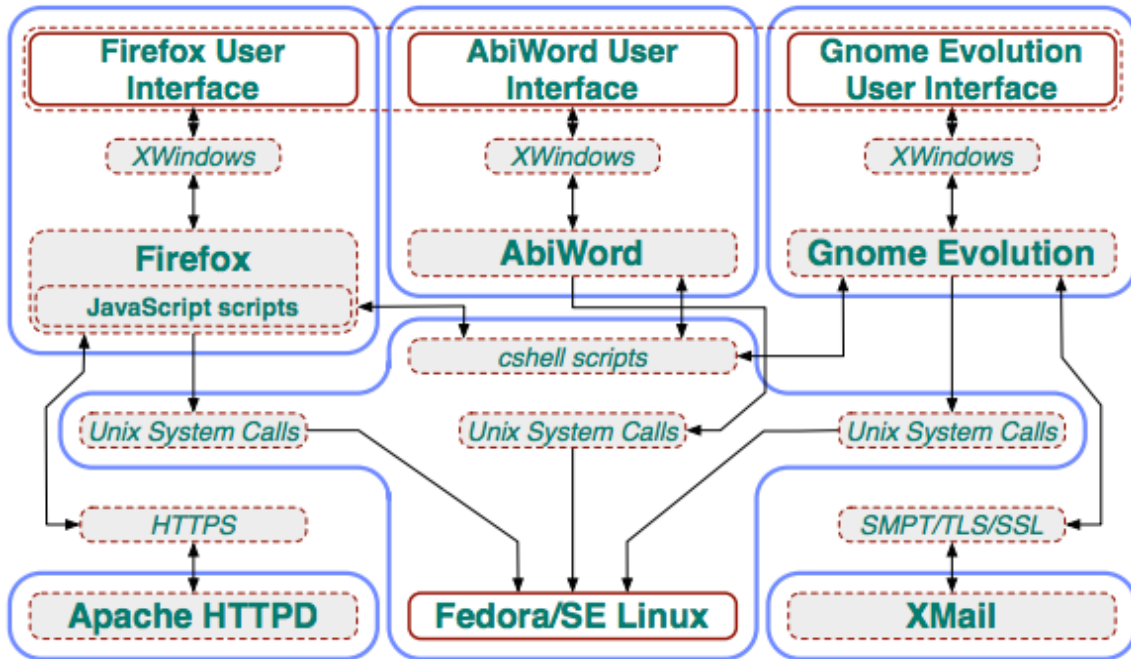 Firefox User
Interface
AbiWord User
Interface
Gnome Evolution
User Interface
XWindows
XWindows
XWindows
Firefox
AbiWord
Gnome Evolution
JavaScript scripts
cshell scripts
Unix System Calls
Unix System Calls
Unix System Calls
HTTPS
SMPT/TLS/SSL
Apache HTTPD
Fedora/SE Linux
XMail